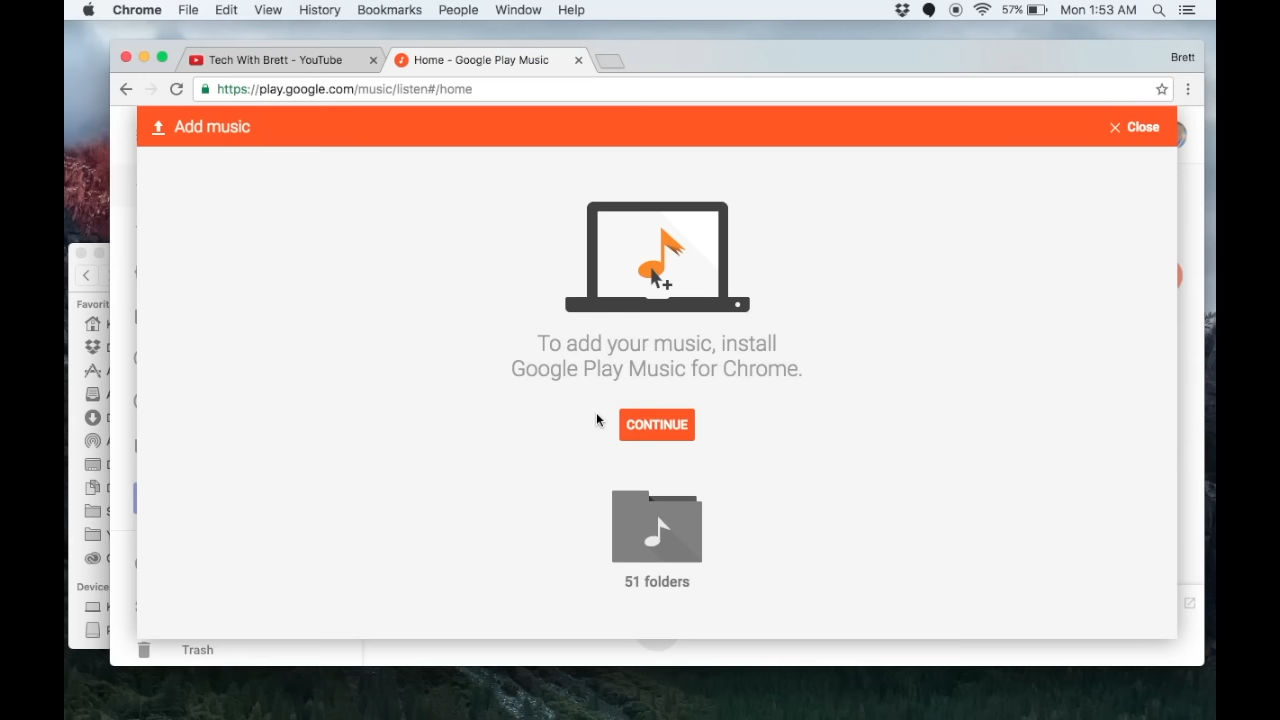 Chrome File Edit View History Bookmarks People Window Help 57% Mon 1:53 AM
Tech With Brett - YouTube Home - Google Play Music Brett
https://play.google.com/music/listen#/home
Add music Close
To add your music, install
Google Play Music for Chrome.
CONTINUE
51 folders
Favorit
Device
Trash